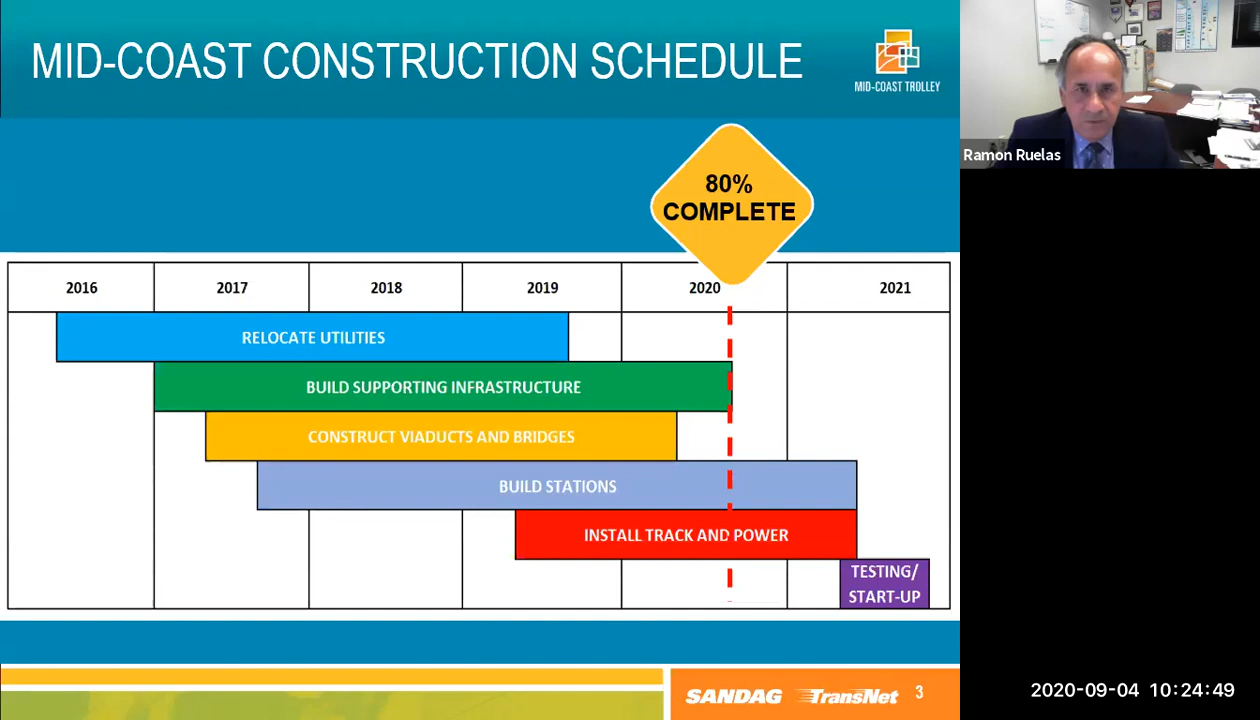 MID-COAST CONSTRUCTION SCHEDULE
MID-COAST TROLLEY
Ramon Ruelas
80%
COMPLETE
2016 2017 2018 2019 2020 2021
RELOCATE UTILITIES
BUILD SUPPORTING INFRASTRUCTURE
CONSTRUCT VIADUCTS AND BRIDGES
BUILD STATIONS
INSTALL TRACK AND POWER
TESTING/
START-UP
SANDAG TransNet 3
2020-09-04 10:24:49